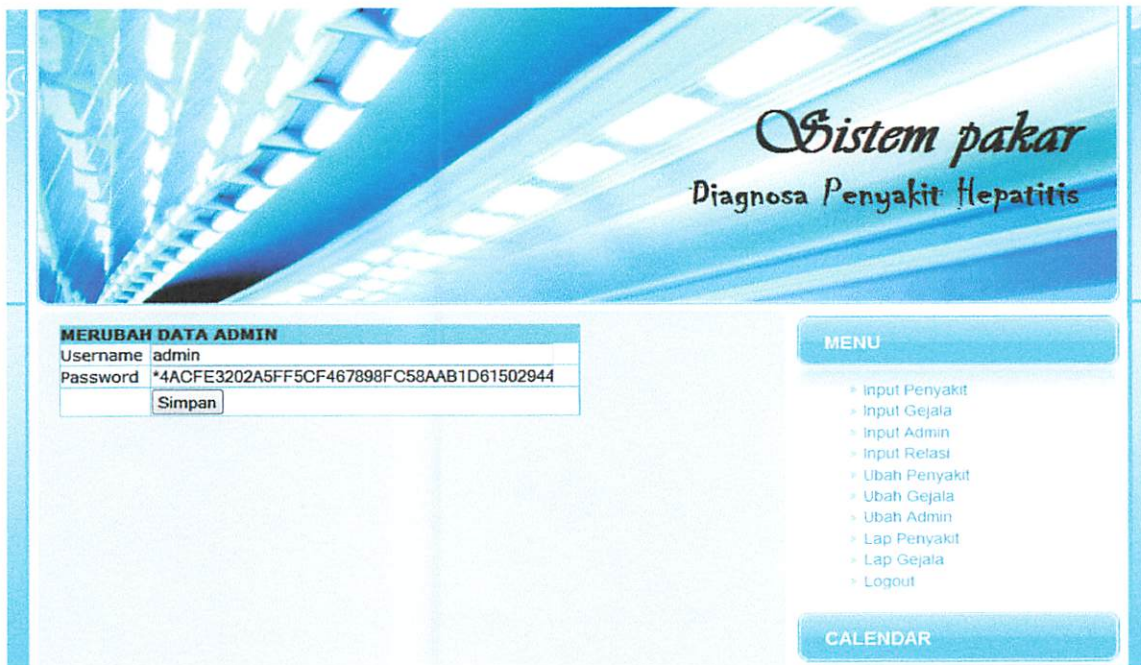 Sistem pakar
Diagnosa Penyakit Hepatitis
MERUBAH DATA ADMIN
Username admin
Password *4ACFE3202A5FF5CF467898FC58AAB1D61502944
Simpan
MENU
Input Penyakit
Input Gejala
Input Admin
Input Relasi
Ubah Penyakit
Ubah Gejala
Ubah Admin
Lap Penyakit
Lap Gejala
Logout
CALENDAR